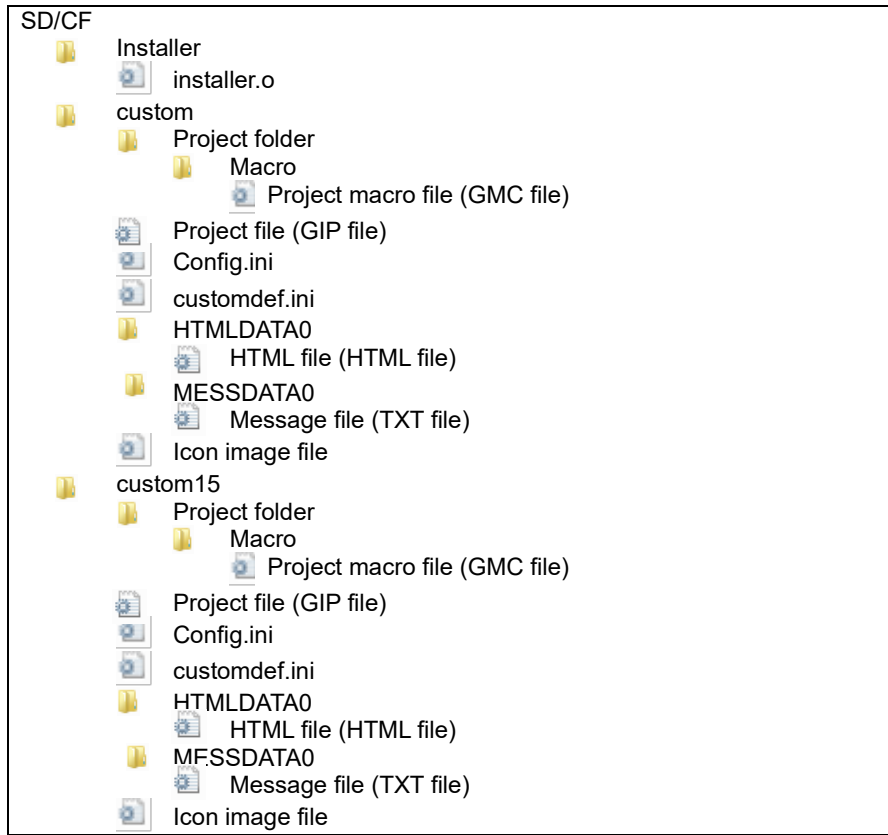 SD/CF
Installer
installer.o
custom
Project folder
Macro
Project macro file (GMC file)
Project file (GIP file)
Config.ini
customdef.ini
HTMLDATA0
HTML file (HTML file)
MESSDATA0
Message file (TXT file)
Icon image file
custom15
Project folder
Macro
Project macro file (GMC file)
Project file (GIP file)
Config.ini
customdef.ini
HTMLDATA0
HTML file (HTML file)
MESSDATA0
Message file (TXT file)
Icon image file